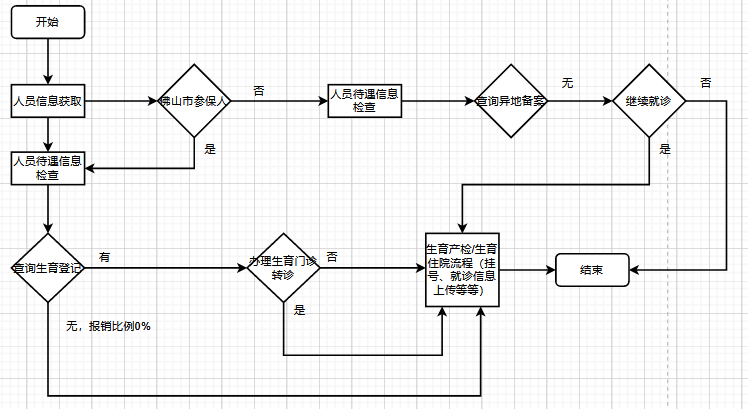 开始
人员信息获取
佛山市参保人
否
人员待遇信息
检查
查询异地备案
无
继续就诊
否
是
人员待遇信息
检查
是
查询生育登记
有
办理生育门诊
转诊
否
生育产检/生育
住院流程（挂
号、就诊信息
上传等等）
结束
是
无，报销比例0%